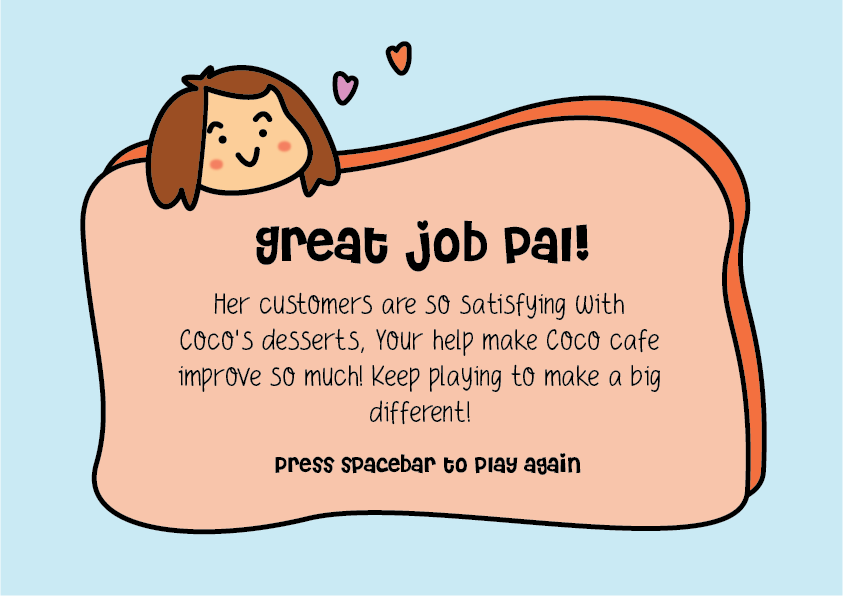 great job pal!
Her customers are so satisfying with
Coco's desserts, Your help make Coco cafe
improve so much! Keep playing to make a big
different!
press spacebar to play again